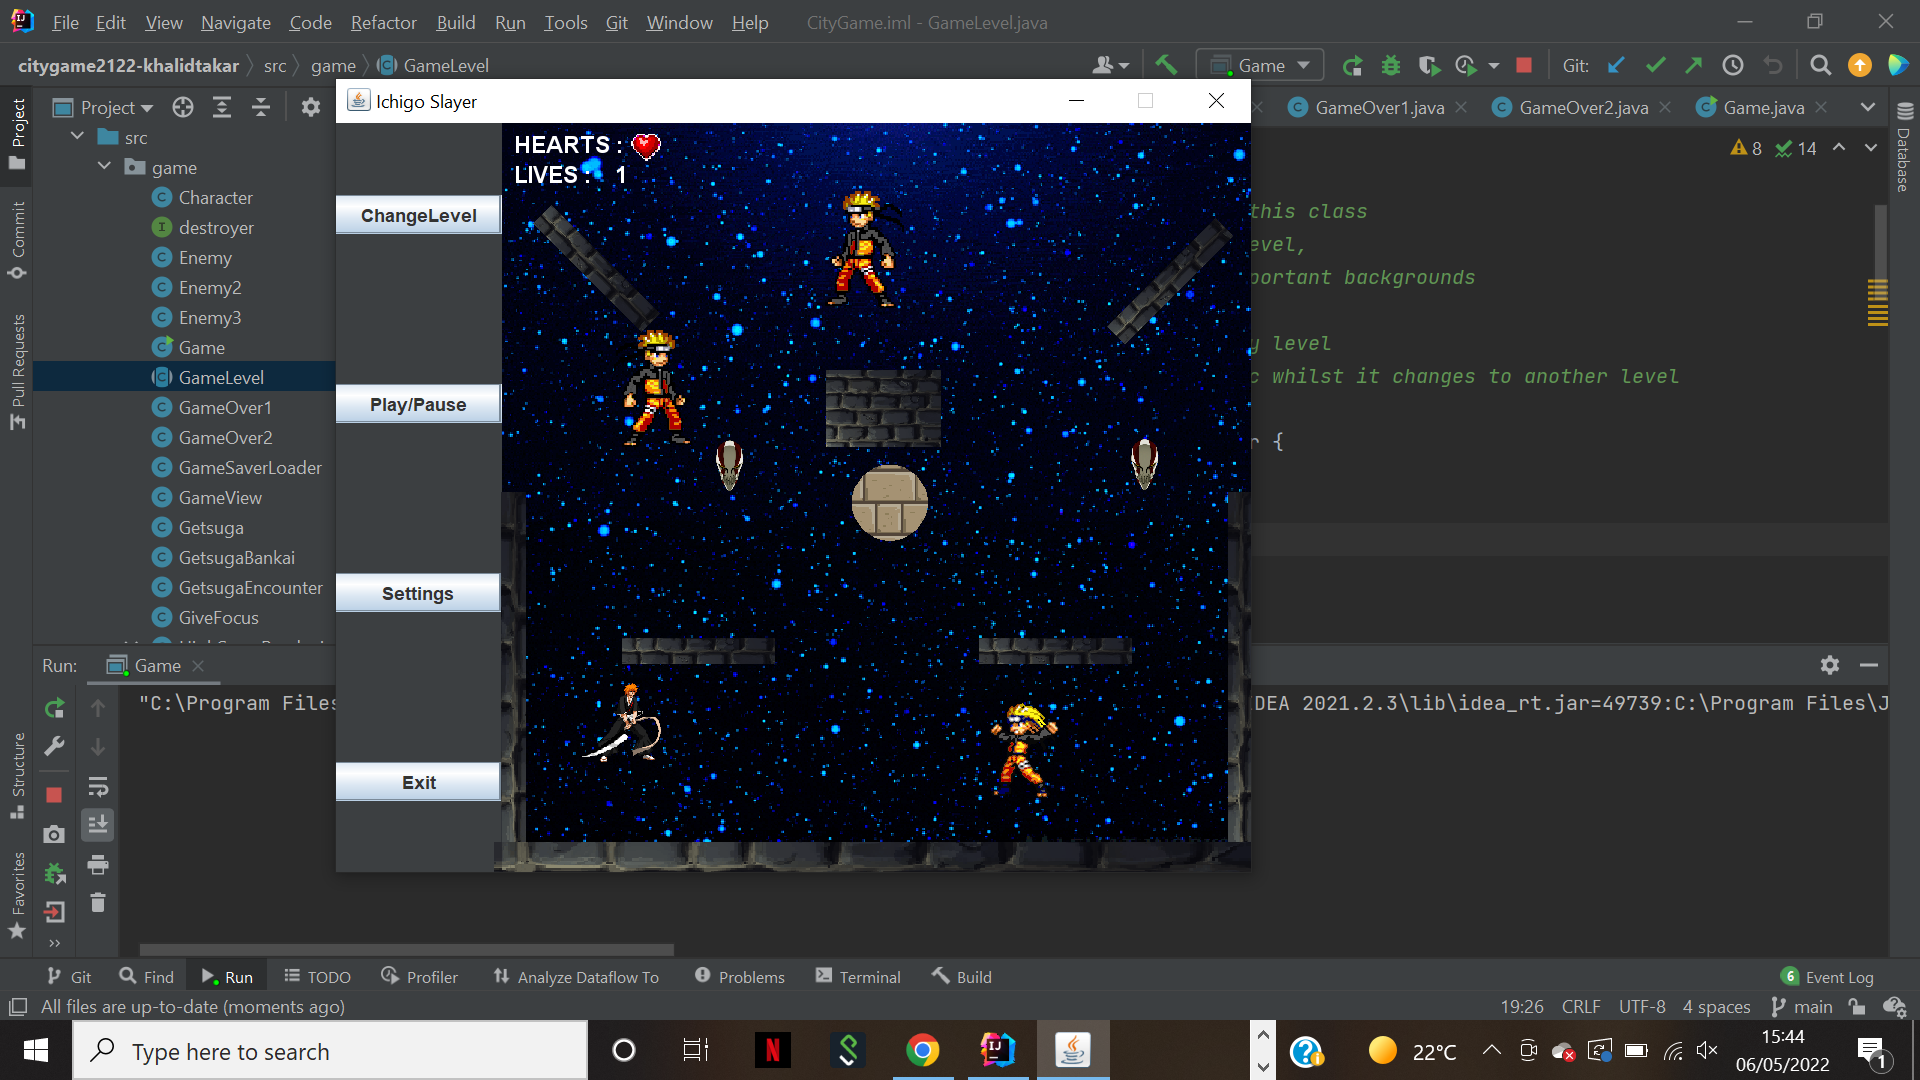 File Edit View Navigate Code Refactor Build Run Tools Git Window Help CityGame.iml - GameLevel.java
citygame2122-khalidtakar src game GameLevel Game Git:
Project
Ichigo Slayer
GameOver1.java GameOver2.java Game.java
src
game
Character
destroyer
Enemy
Enemy2
Enemy3
Game
GameLevel
GameOver1
GameOver2
GameSaverLoader
GameView
Getsuga
GetsugaBankai
GetsugaEncounter
GiveFocus
Project
Commit
Pull Requests
Structure
Favorites
Database
HEARTS :
LIVES : 1
ChangeLevel
Play/Pause
Settings
Exit
8 14
this class
evel,
portant backgrounds
y level
c whilst it changes to another level
r {
Run: Game
"C:\Program Files
DEA 2021.2.3\lib\idea_rt.jar=49739:C:\Program Files\J
Git Find Run TODO Profiler Analyze Dataflow To Problems Terminal Build 6 Event Log
All files are up-to-date (moments ago) 19:26 CRLF UTF-8 4 spaces main
Type here to search
22°C
15:44
06/05/2022
1